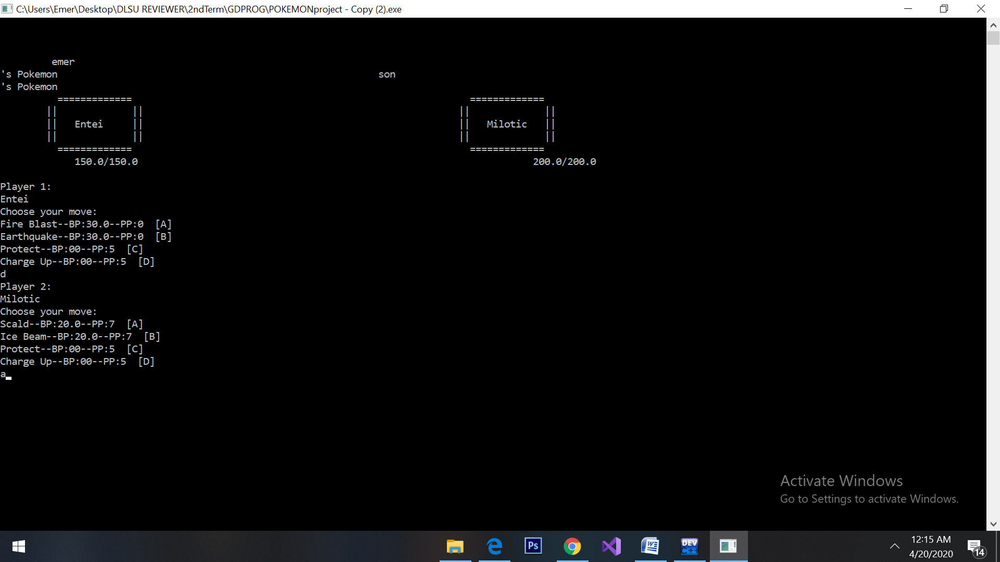 C:\Users\Emer\Desktop\DLSU REVIEWER\2ndTerm\GDPROG\POKEMONproject - Copy (2).exe
emer
's Pokemon son
's Pokemon
============= =============
|| || || ||
|| Entei || || Milotic ||
|| || || ||
============= =============
150.0/150.0 200.0/200.0
Player 1:
Entei
Choose your move:
Fire Blast--BP:30.0--PP:0 [A]
Earthquake--BP:30.0--PP:0 [B]
Protect--BP:00--PP:5 [C]
Charge Up--BP:00--PP:5 [D]
d
Player 2:
Milotic
Choose your move:
Scald--BP:20.0--PP:7 [A]
Ice Beam--BP:20.0--PP:7 [B]
Protect--BP:00--PP:5 [C]
Charge Up--BP:00--PP:5 [D]
a
Activate Windows
Go to Settings to activate Windows.
Ps
DEV
C++
12:15 AM
4/20/2020
14